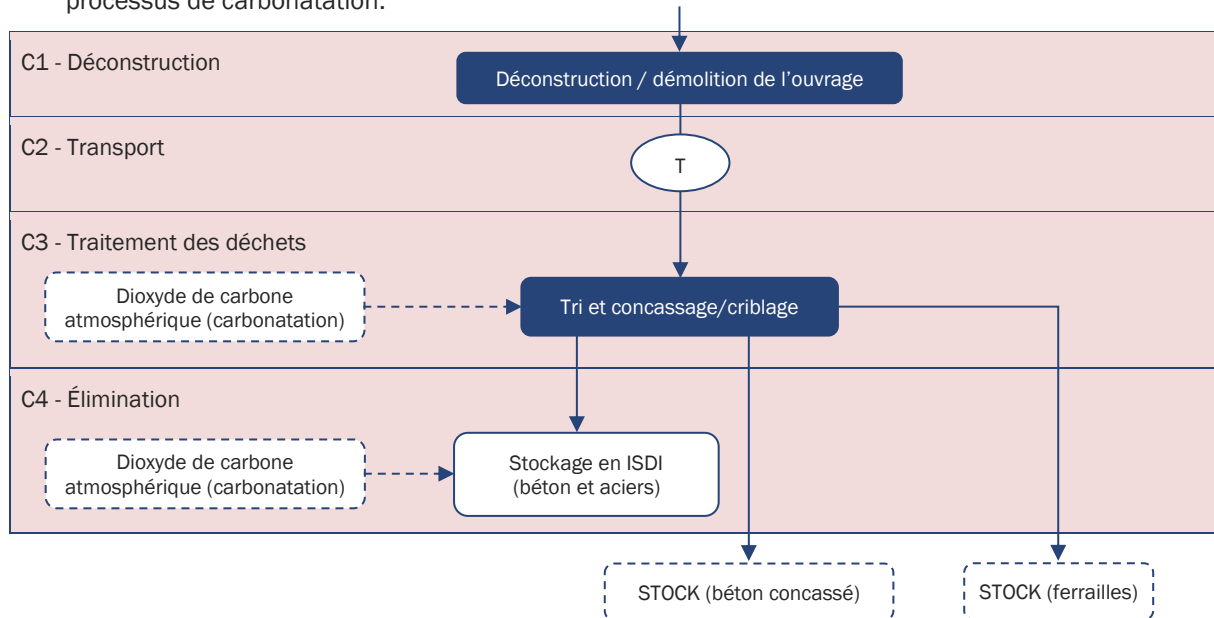 processus de carbonatation.
C1 - Déconstruction
Déconstruction / démolition de l'ouvrage
C2 - Transport
T
C3 - Traitement des déchets
Dioxyde de carbone
atmosphérique (carbonatation)
Tri et concassage/criblage
C4 - Élimination
Dioxyde de carbone
atmosphérique (carbonatation)
Stockage en ISDI
(béton et aciers)
STOCK (béton concassé)
STOCK (ferrailles)